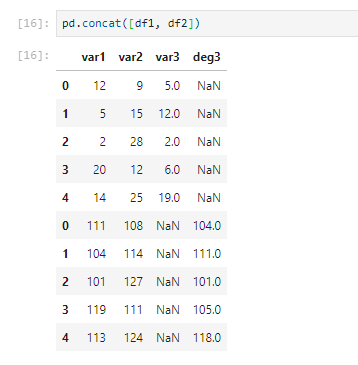 [16]: pd.concat([df1, df2])
[16]:
var1 var2 var3 deg3
0 12 9 5.0 NaN
1 5 15 12.0 NaN
2 2 28 2.0 NaN
3 20 12 6.0 NaN
4 14 25 19.0 NaN
0 111 108 NaN 104.0
1 104 114 NaN 111.0
2 101 127 NaN 101.0
3 119 111 NaN 105.0
4 113 124 NaN 118.0